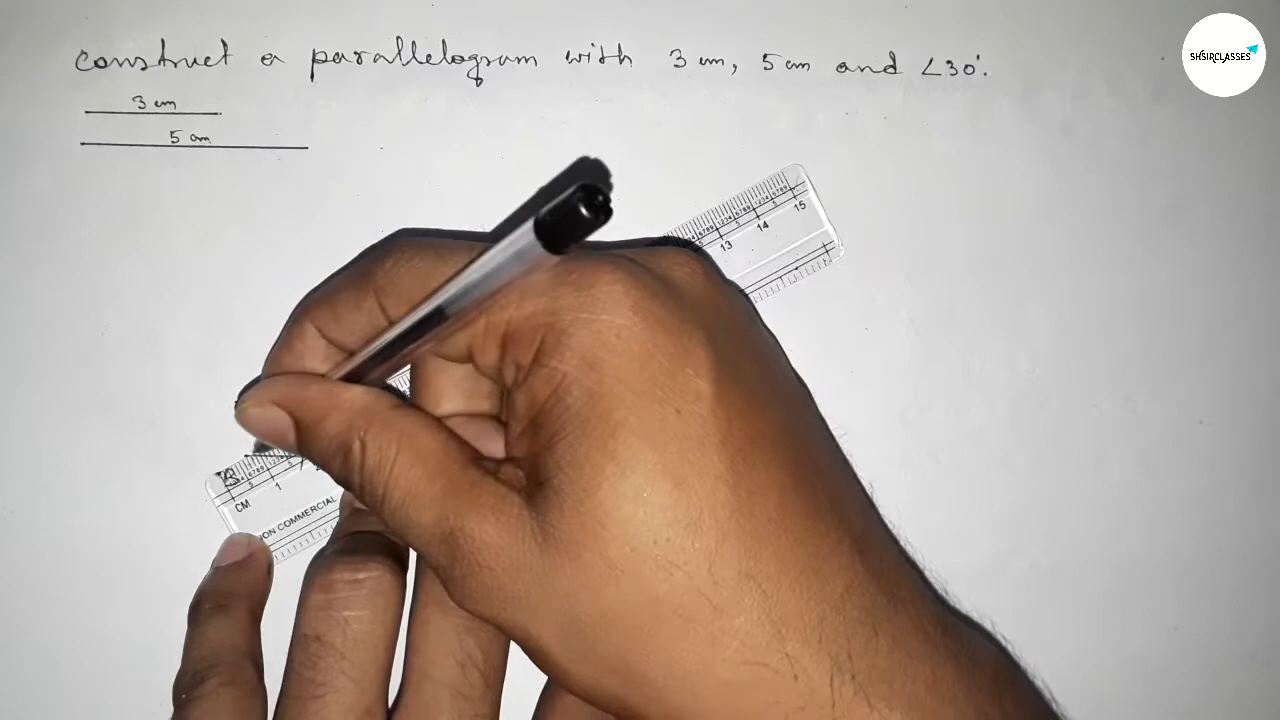 construct a parallelogram with 3 cm, 5 cm and ∠30°.
SHSIRCLASSES
3 cm
5 cm
13 14 15
B
1
CM
NON COMMERCIAL